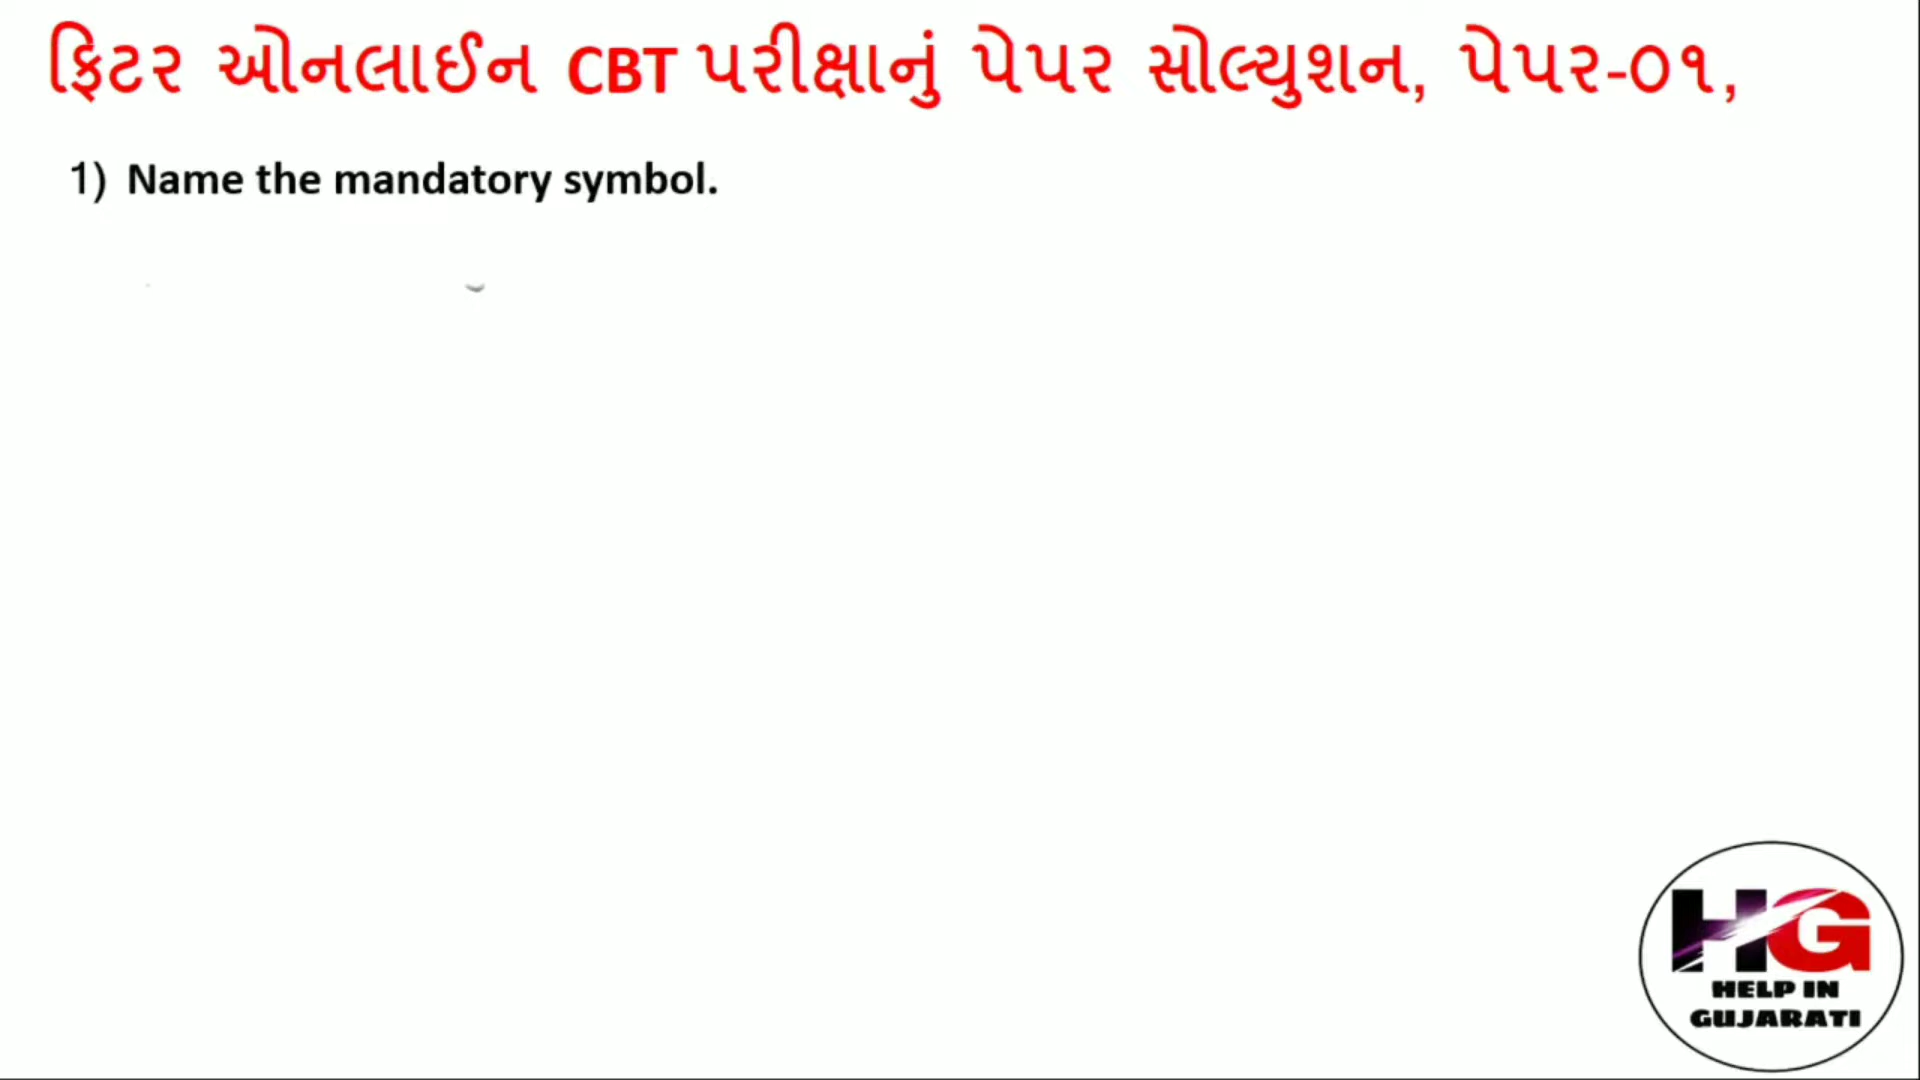 ફિટર ઓનલાઈન CBT પરીક્ષાનું પેપર સોલ્યુશન, પેપર-૦૧,
1) Name the mandatory symbol.
HG
HELP IN
GUJARATI